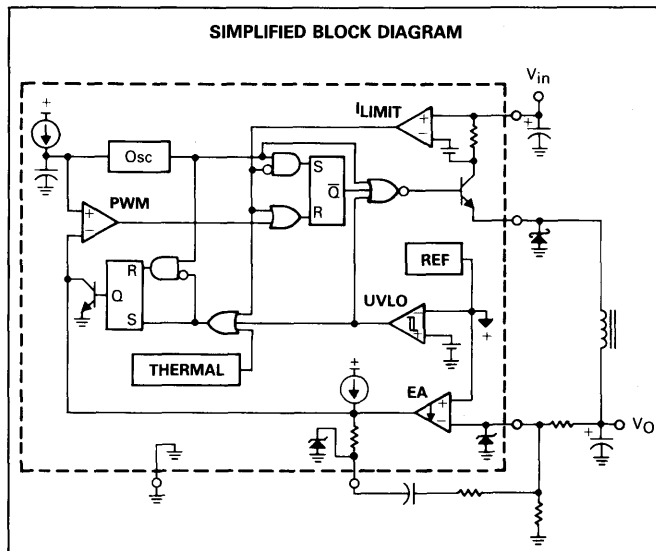 SIMPLIFIED BLOCK DIAGRAM
Vin
ILIMIT
+
−
+
+
Osc
S
Q̅
R
PWM
+
−
REF
R
Q
S
UVLO
−
+
+
THERMAL
+
EA
+
−
VO
+